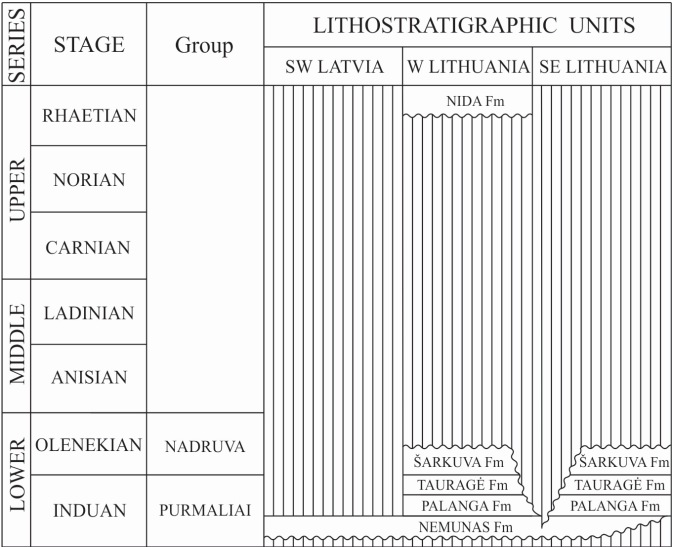 SERIES
STAGE
Group
LITHOSTRATIGRAPHIC UNITS
SW LATVIA
W LITHUANIA
SE LITHUANIA
UPPER
RHAETIAN
NIDA Fm
NORIAN
CARNIAN
MIDDLE
LADINIAN
ANISIAN
LOWER
OLENEKIAN
NADRUVA
ŠARKUVA Fm
ŠARKUVA Fm
INDUAN
PURMALIAI
TAURAGĖ Fm
TAURAGĖ Fm
PALANGA Fm
PALANGA Fm
NEMUNAS Fm